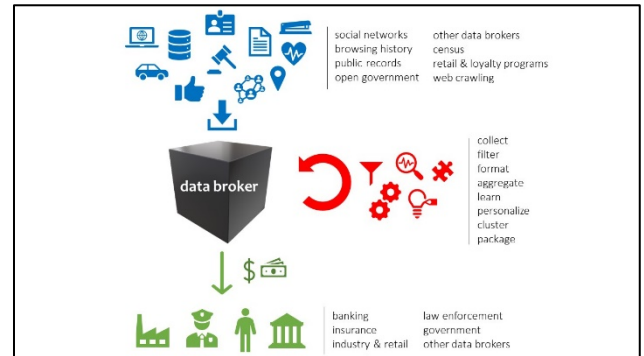 social networks
browsing history
public records
open government
other data brokers
census
retail & loyalty programs
web crawling
data broker
collect
filter
format
aggregate
learn
personalize
cluster
package
$
banking
insurance
industry & retail
law enforcement
government
other data brokers